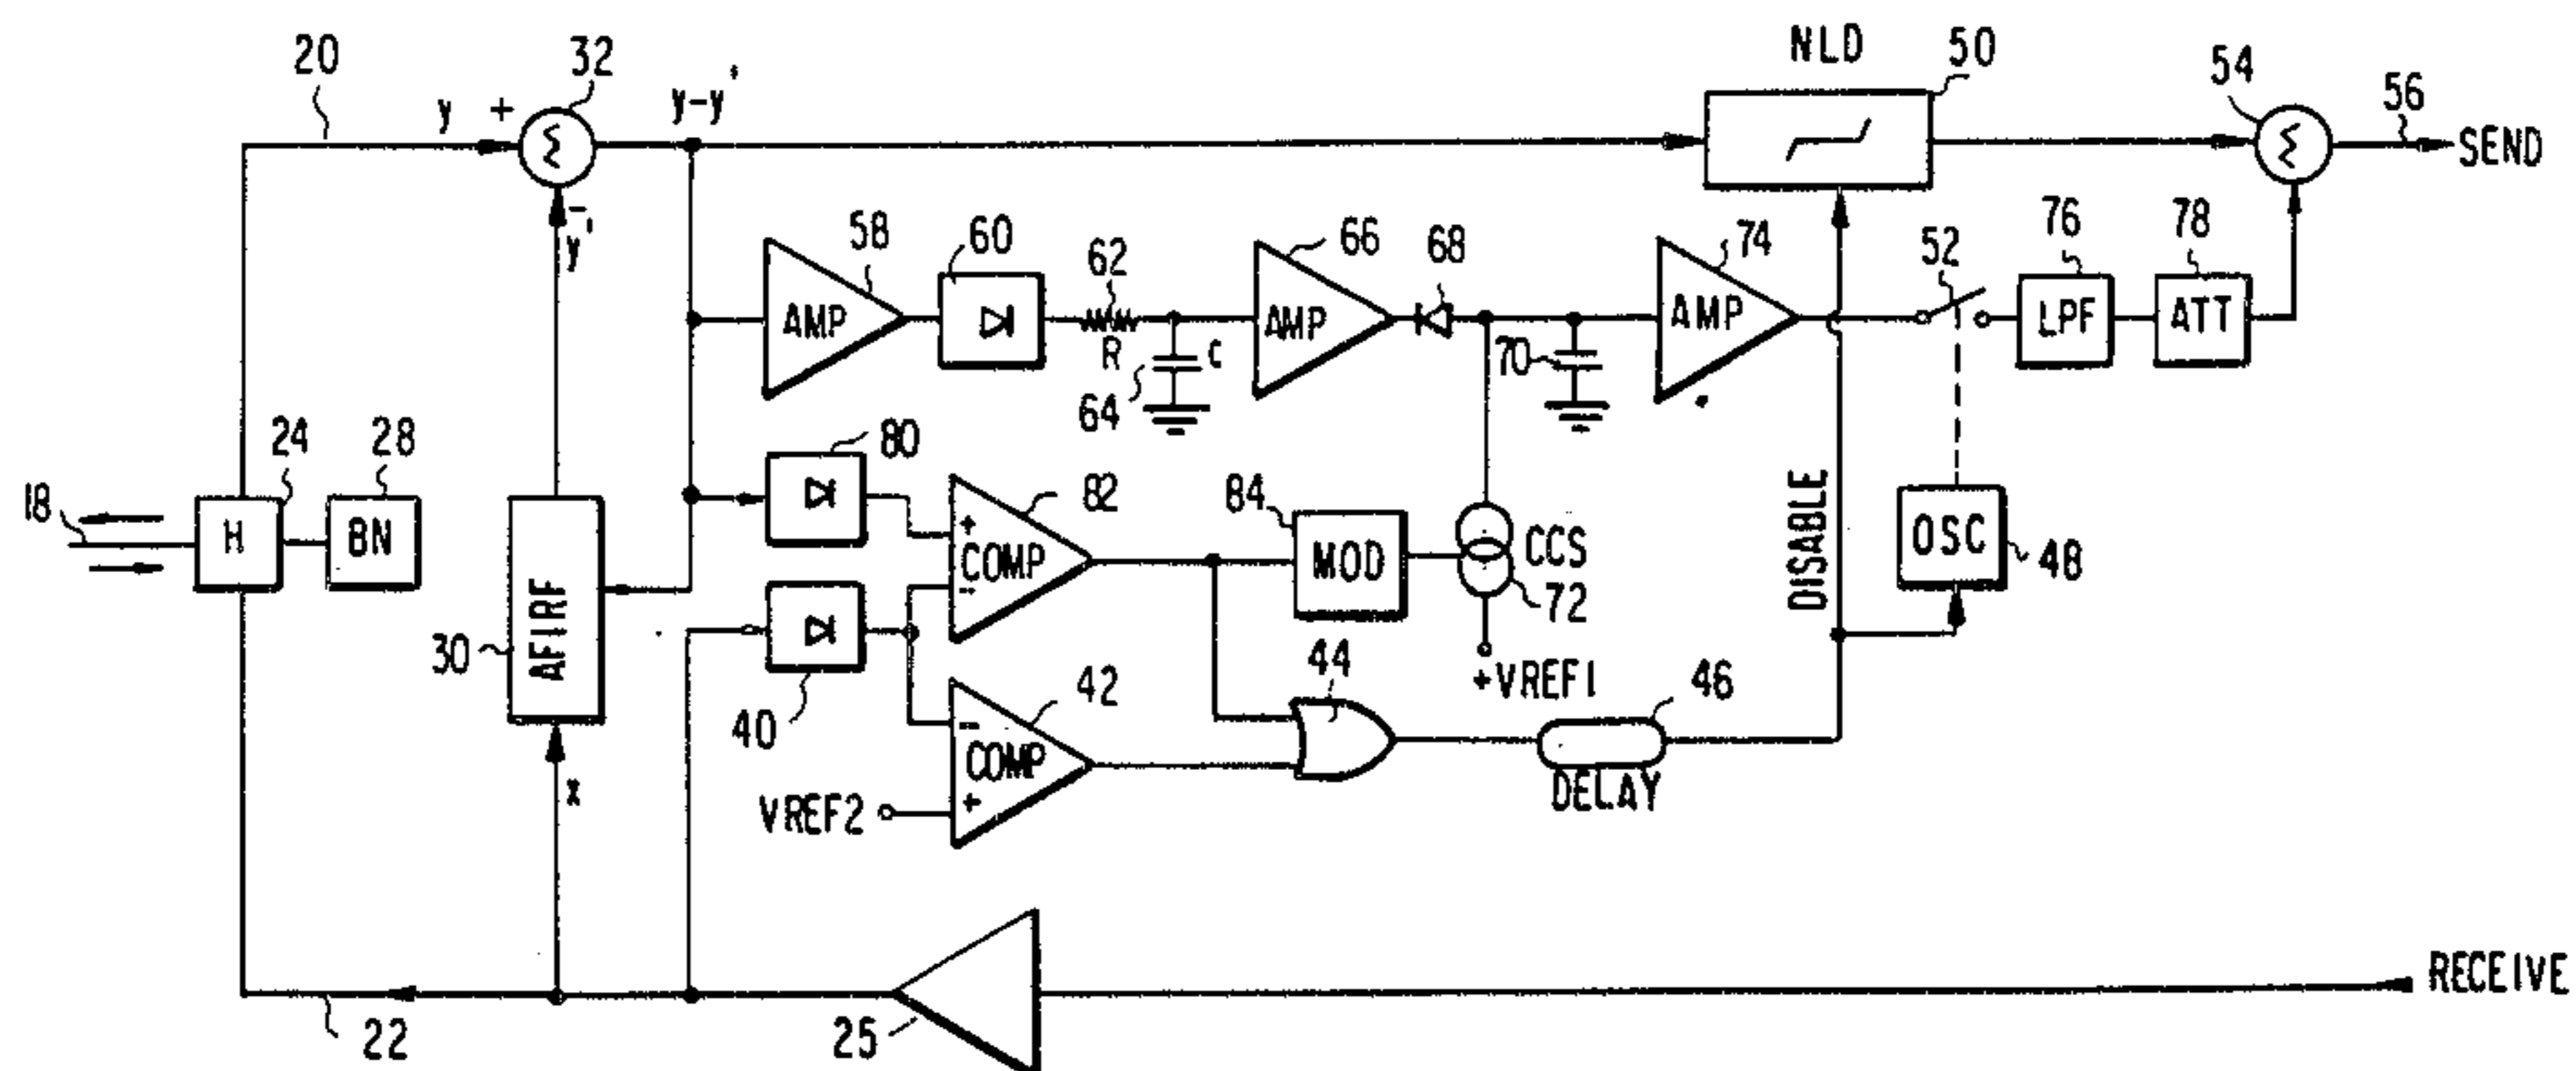 20
y
+
32
y-y'
NLD
50
54
56
SEND
-
y'
58
AMP
60
62
R
64
C
66
AMP
68
70
74
AMP
52
76
LPF
78
ATT
18
24
H
28
BN
30
AFIRF
80
82
+
COMP
-
84
MOD
CCS
72
+VREF1
DISABLE
OSC
48
40
42
-
COMP
+
VREF2
44
46
DELAY
x
22
25
RECEIVE